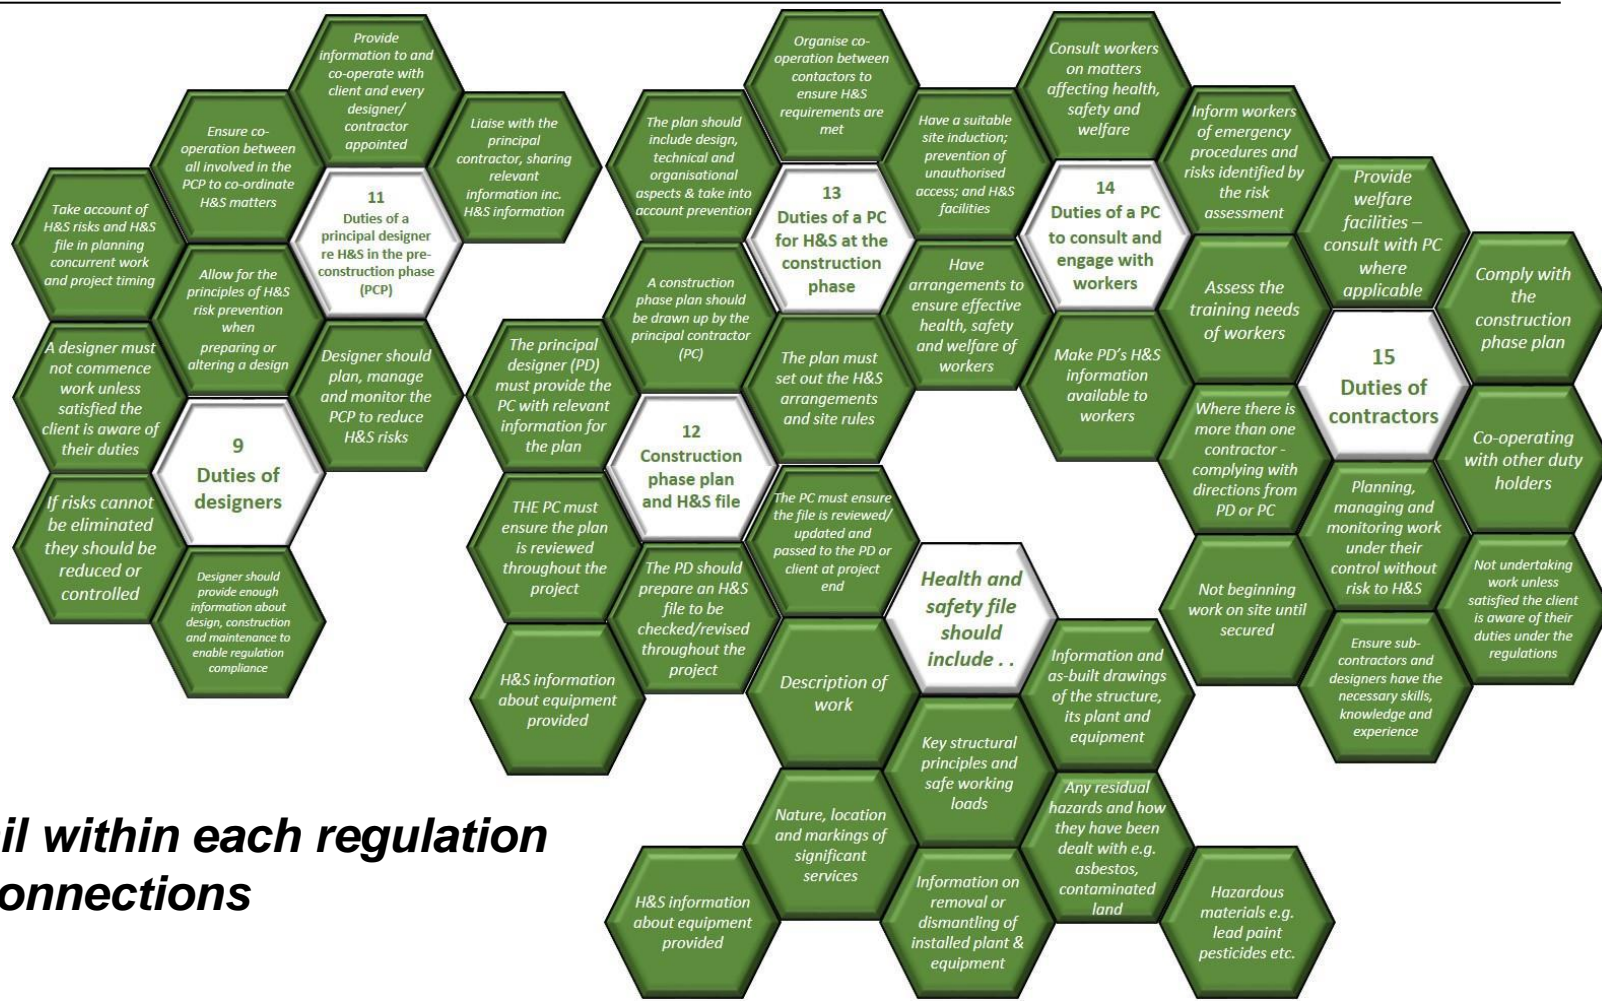 Provide
information to and
co-operate with
client and every
designer/
contractor
appointed
Ensure co-
operation between
all involved in the
PCP to co-ordinate
H&S matters
Liaise with the
principal
contractor, sharing
relevant
information inc.
H&S information
11
Duties of a
principal designer
re H&S in the pre-
construction phase
(PCP)
Take account of
H&S risks and H&S
file in planning
concurrent work
and project timing
Allow for the
principles of H&S
risk prevention
when
preparing or
altering a design
A designer must
not commence
work unless
satisfied the
client is aware of
their duties
Designer should
plan, manage
and monitor the
PCP to reduce
H&S risks
9
Duties of
designers
If risks cannot
be eliminated
they should be
reduced or
controlled
Designer should
provide enough
information about
design, construction
and maintenance to
enable regulation
compliance
Organise co-
operation between
contactors to
ensure H&S
requirements are
met
The plan should
include design,
technical and
organisational
aspects & take into
account prevention
Have a suitable
site induction;
prevention of
unauthorised
access; and H&S
facilities
13
Duties of a PC
for H&S at the
construction
phase
A construction
phase plan should
be drawn up by the
principal contractor
(PC)
Have
arrangements to
ensure effective
health, safety
and welfare of
workers
The principal
designer (PD)
must provide the
PC with relevant
information for
the plan
The plan must
set out the H&S
arrangements
and site rules
12
Construction
phase plan
and H&S file
THE PC must
ensure the plan
is reviewed
throughout the
project
The PC must ensure
the file is reviewed/
updated and
passed to the PD or
client at project
end
The PD should
prepare an H&S
file to be
checked/revised
throughout the
project
H&S information
about equipment
provided
Consult workers
on matters
affecting health,
safety and
welfare
Inform workers
of emergency
procedures and
risks identified by
the risk
assessment
14
Duties of a PC
to consult and
engage with
workers
Assess the
training needs
of workers
Make PD's H&S
information
available to
workers
Provide
welfare
facilities –
consult with PC
where
applicable
Comply with
the
construction
phase plan
15
Duties of
contractors
Where there is
more than one
contractor -
complying with
directions from
PD or PC
Co-operating
with other duty
holders
Planning,
managing and
monitoring work
under their
control without
risk to H&S
Not beginning
work on site until
secured
Not undertaking
work unless
satisfied the client
is aware of their
duties under the
regulations
Ensure sub-
contractors and
designers have the
necessary skills,
knowledge and
experience
Health and
safety file
should
include . .
Description of
work
Information and
as-built drawings
of the structure,
its plant and
equipment
Key structural
principles and
safe working
loads
Nature, location
and markings of
significant
services
Any residual
hazards and how
they have been
dealt with e.g.
asbestos,
contaminated
land
H&S information
about equipment
provided
Information on
removal or
dismantling of
installed plant &
equipment
Hazardous
materials e.g.
lead paint
pesticides etc.
il within each regulation
onnections